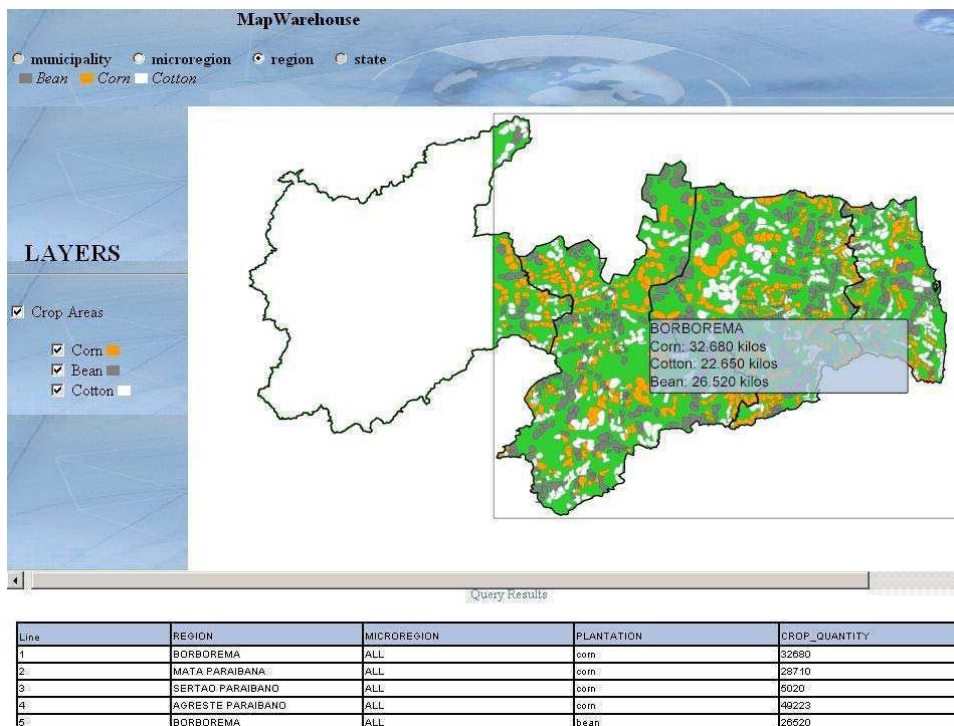 MapWarehouse
municipality microregion region state
Bean Corn Cotton
LAYERS
Crop Areas
Corn
Bean
Cotton
BORBOREMA
Corn: 32.680 kilos
Cotton: 22.650 kilos
Bean: 26.520 kilos
Query Results
Line REGION MICROREGION PLANTATION CROP_QUANTITY
1 BORBOREMA ALL corn 32680
2 MATA PARAIBANA ALL corn 28710
3 SERTAO PARAIBANO ALL corn 5020
4 AGRESTE PARAIBANO ALL corn 49223
5 BORBOREMA ALL bean 26520